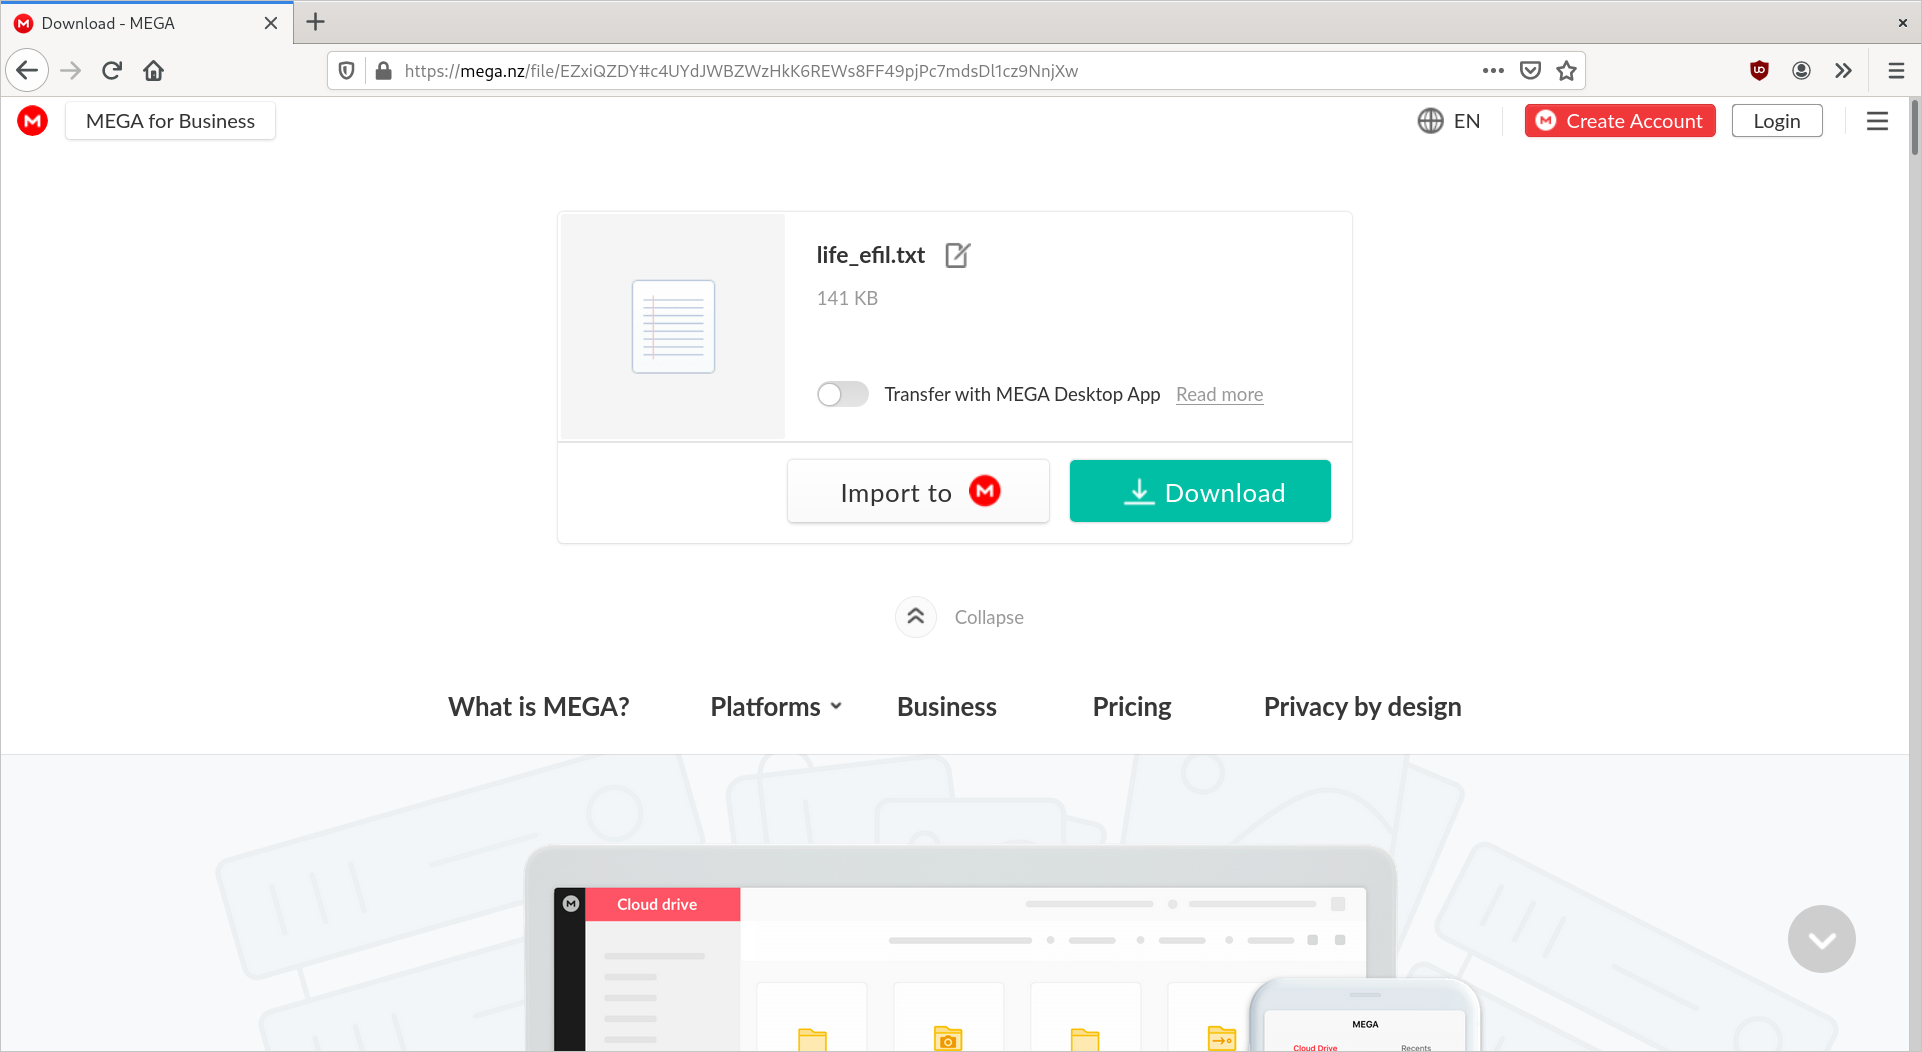 Download - MEGA
https://mega.nz/file/EZxiQZDY#c4UYdJWBZWzHkK6REWs8FF49pjPc7mdsDl1cz9NnjXw
MEGA for Business
EN
Create Account
Login
life_efil.txt
141 KB
Transfer with MEGA Desktop App Read more
Import to
Download
Collapse
What is MEGA? Platforms Business Pricing Privacy by design
Cloud drive
MEGA
Cloud Drive Recents